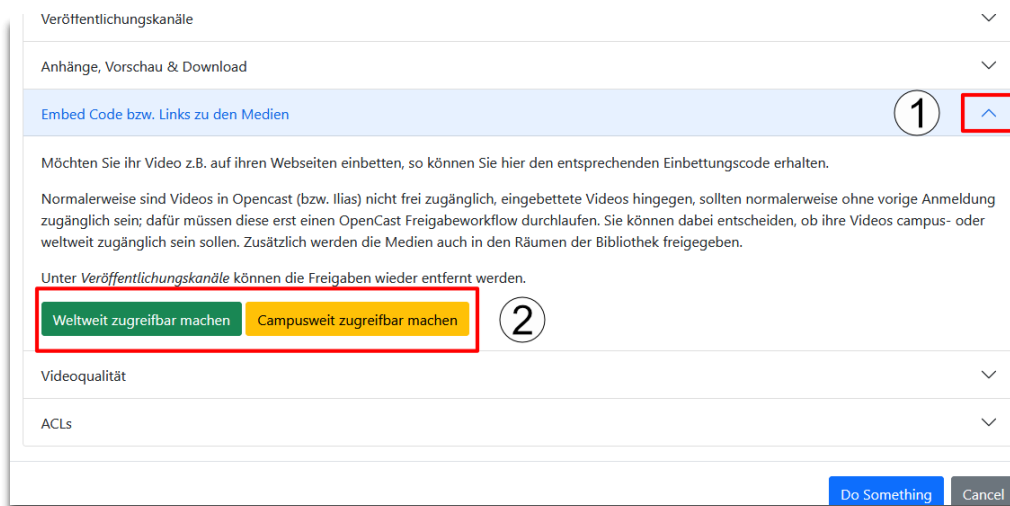 Veröffentlichungskanäle
Anhänge, Vorschau & Download
Embed Code bzw. Links zu den Medien
1
Möchten Sie ihr Video z.B. auf ihren Webseiten einbetten, so können Sie hier den entsprechenden Einbettungscode erhalten.
Normalerweise sind Videos in Opencast (bzw. Ilias) nicht frei zugänglich, eingebettete Videos hingegen, sollten normalerweise ohne vorige Anmeldung
zugänglich sein; dafür müssen diese erst einen OpenCast Freigabeworkflow durchlaufen. Sie können dabei entscheiden, ob ihre Videos campus- oder
weltweit zugänglich sein sollen. Zusätzlich werden die Medien auch in den Räumen der Bibliothek freigegeben.
Unter Veröffentlichungskanäle können die Freigaben wieder entfernt werden.
Weltweit zugreifbar machen Campusweit zugreifbar machen 2
Videoqualität
ACLs
Do Something Cancel